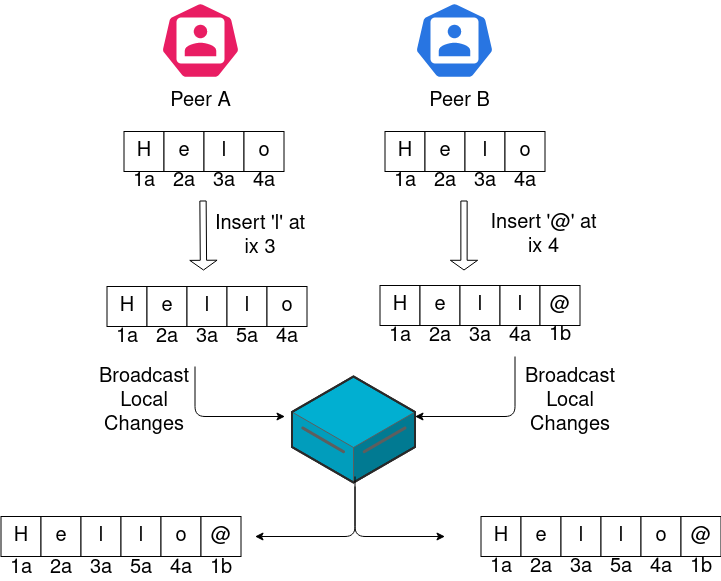 Peer A
Peer B
H e l o
1a 2a 3a 4a
H e l o
1a 2a 3a 4a
Insert 'l' at
ix 3
Insert '@' at
ix 4
H e l l o
1a 2a 3a 5a 4a
H e l l @
1a 2a 3a 4a 1b
Broadcast
Local
Changes
Broadcast
Local
Changes
H e l l o @
1a 2a 3a 5a 4a 1b
H e l l o @
1a 2a 3a 5a 4a 1b